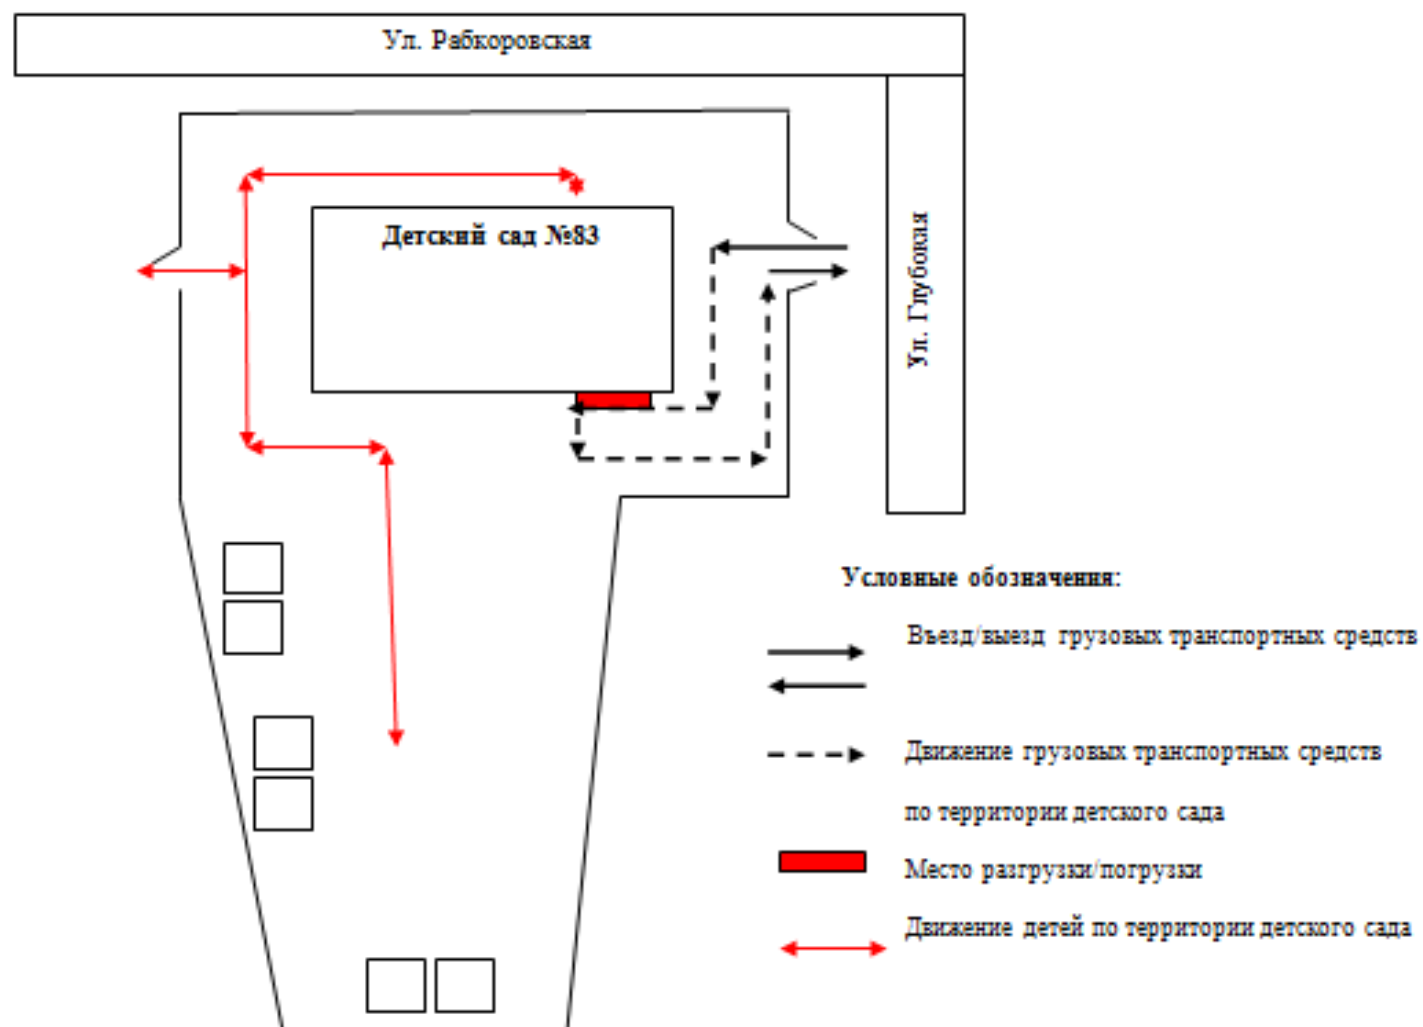 Ул. Рабкоровская
Детский сад №83
Ул. Глубокая
Условные обозначения:
Въезд/выезд грузовых транспортных средств
Движение грузовых транспортных средств
по территории детского сада
Место разгрузки/погрузки
Движение детей по территории детского сада